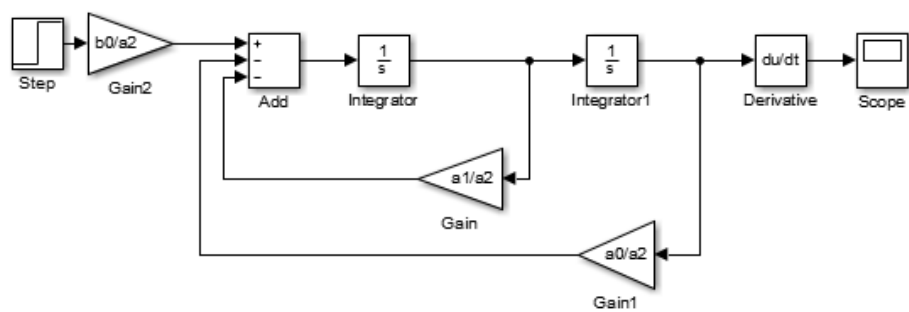 Step
b0/a2
Gain2
+
−
−
Add
1
s
Integrator
1
s
Integrator1
du/dt
Derivative
Scope
a1/a2
Gain
a0/a2
Gain1